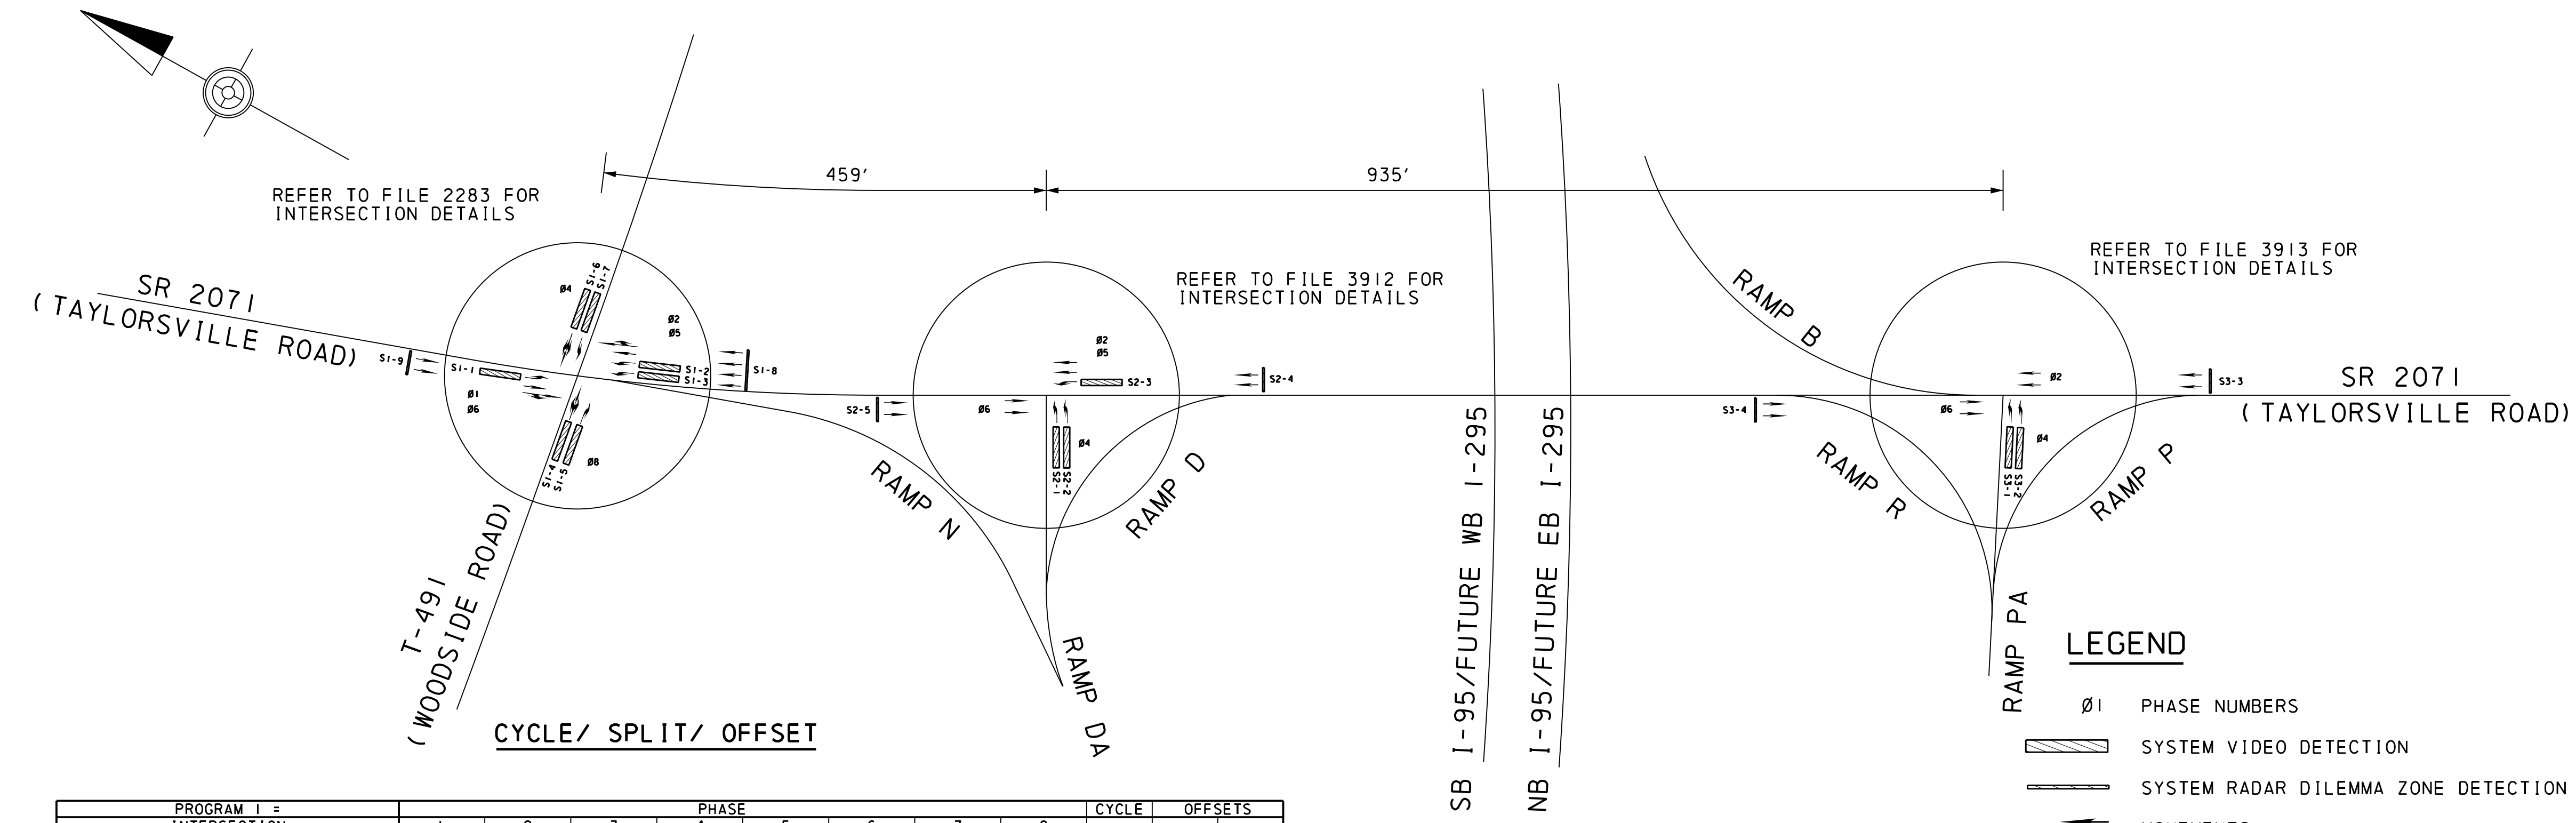 459'
935'
REFER TO FILE 2283 FOR
INTERSECTION DETAILS
REFER TO FILE 3912 FOR
INTERSECTION DETAILS
REFER TO FILE 3913 FOR
INTERSECTION DETAILS
SR 2071
(TAYLORSVILLE ROAD)
S1-9
S1-1
Ø1
Ø6
Ø4
S1-6
S1-7
Ø2
Ø5
S1-2
S1-3
S1-8
S1-4
S1-5
Ø8
T-491
(WOODSIDE ROAD)
RAMP N
S2-5
Ø6
Ø2
Ø5
S2-3
S2-4
Ø4
S2-1
S2-2
RAMP D
RAMP DA
SB I-95/FUTURE WB I-295
NB I-95/FUTURE EB I-295
RAMP B
S3-4
Ø6
Ø2
S3-3
Ø4
S3-1
S3-2
RAMP R
RAMP P
RAMP PA
SR 2071
(TAYLORSVILLE ROAD)
LEGEND
Ø1 PHASE NUMBERS
SYSTEM VIDEO DETECTION
SYSTEM RADAR DILEMMA ZONE DETECTION
CYCLE/ SPLIT/ OFFSET
PROGRAM 1 = PHASE CYCLE OFFSETS